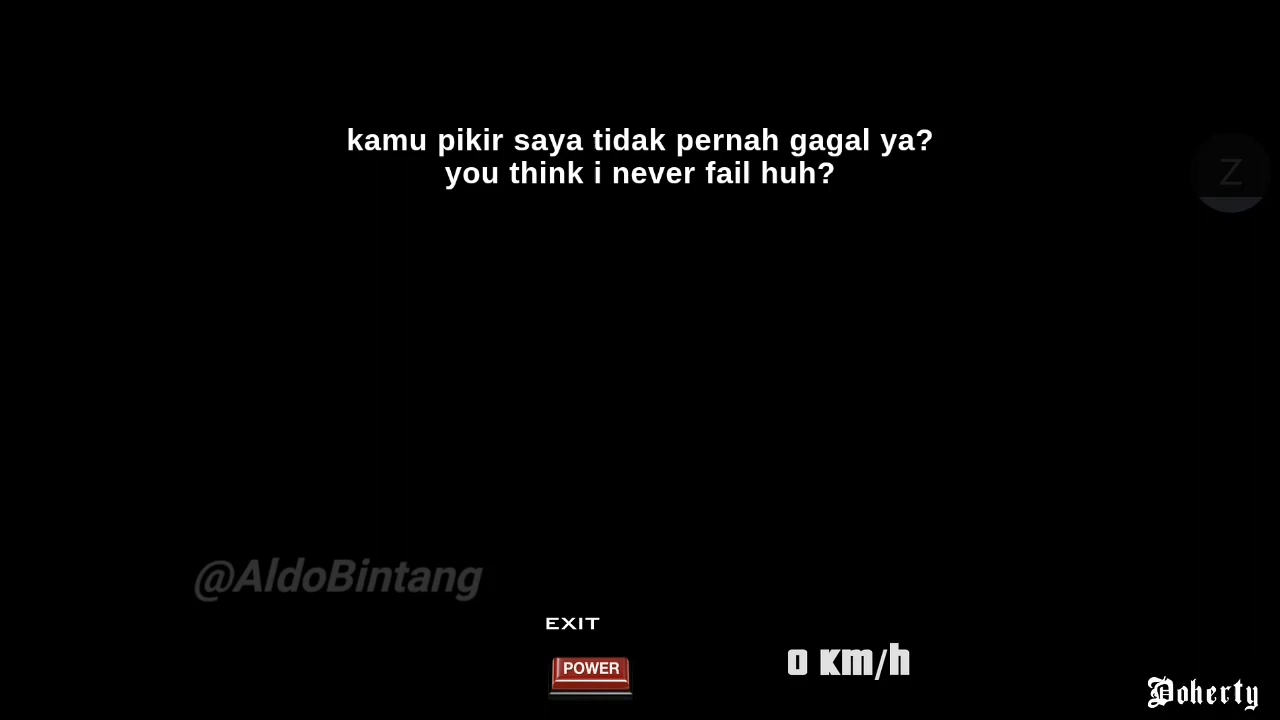 kamu pikir saya tidak pernah gagal ya?
you think i never fail huh?
Z
@AldoBintang
EXIT
POWER
0 KM/H
Doherty